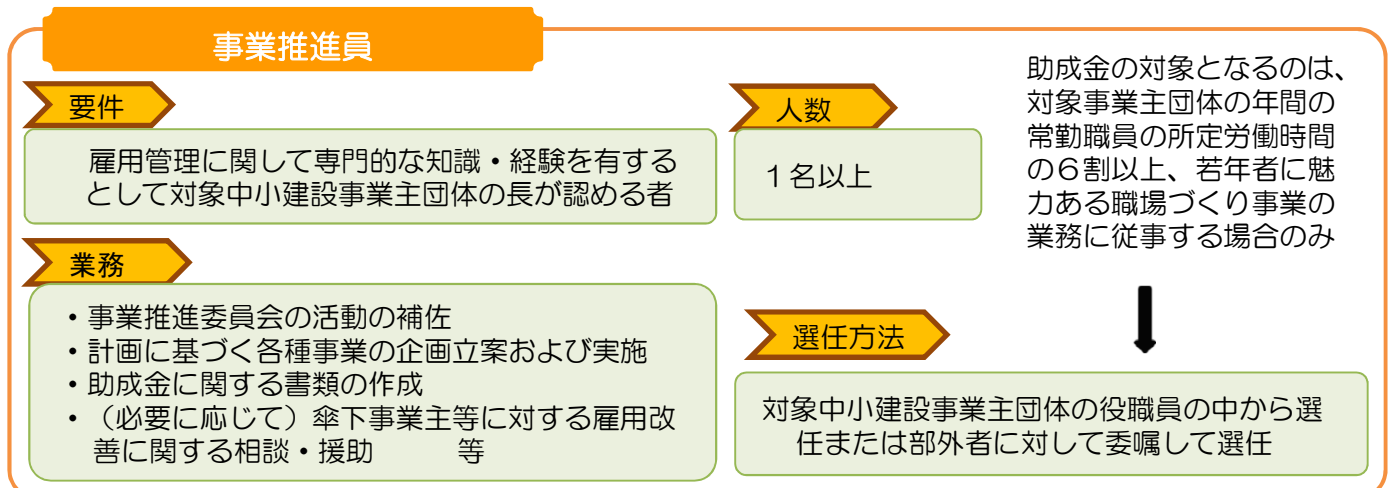 事業推進員
要件
雇用管理に関して専門的な知識・経験を有する
として対象中小建設事業主団体の長が認める者
人数
１名以上
助成金の対象となるのは、
対象事業主団体の年間の
常勤職員の所定労働時間
の６割以上、若年者に魅
力ある職場づくり事業の
業務に従事する場合のみ
業務
・事業推進委員会の活動の補佐
・計画に基づく各種事業の企画立案および実施
・助成金に関する書類の作成
・（必要に応じて）傘下事業主等に対する雇用改
善に関する相談・援助　　　等
選任方法
対象中小建設事業主団体の役職員の中から選
任または部外者に対して委嘱して選任